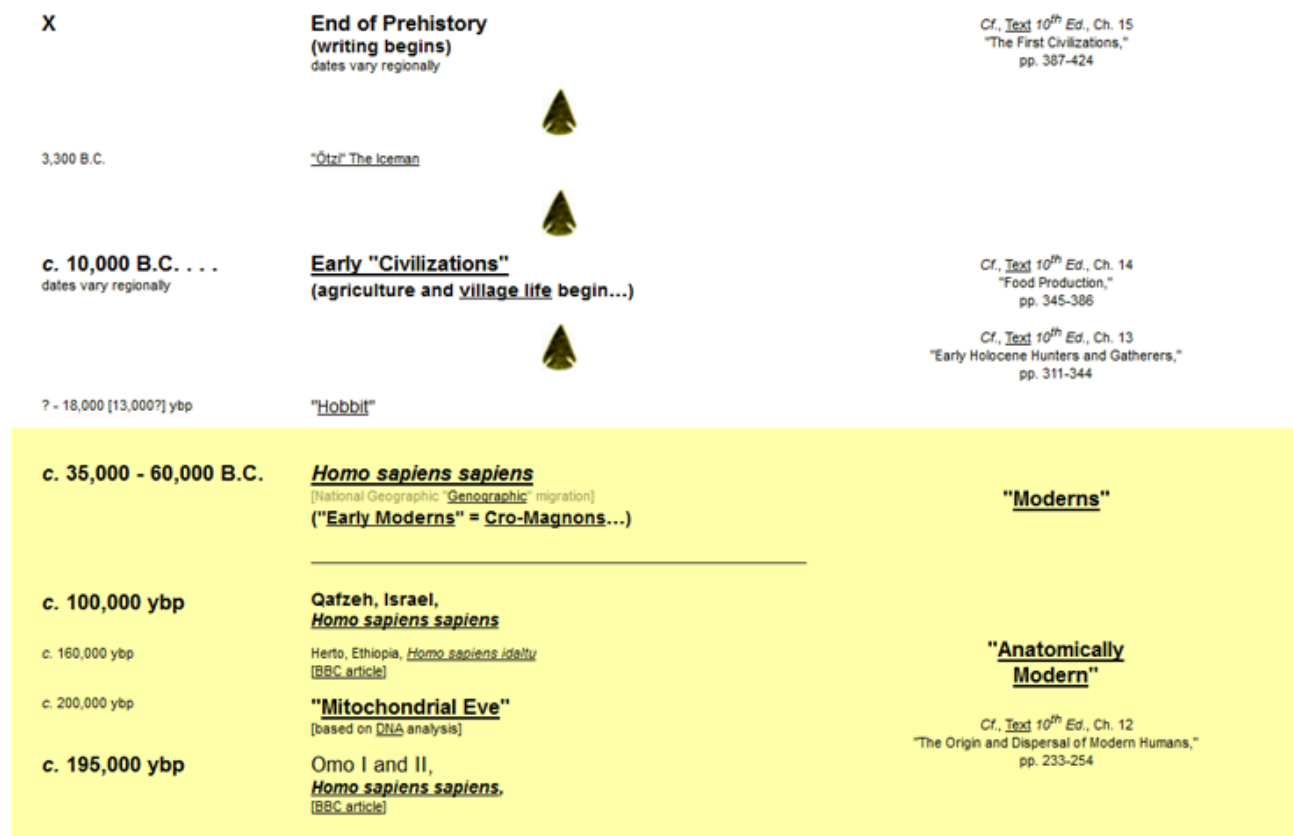 X
End of Prehistory
(writing begins)
dates vary regionally
Cf., Text 10th Ed., Ch. 15
"The First Civilizations,"
pp. 387-424
3,300 B.C.
"Ötzi" The Iceman
c. 10,000 B.C. . . .
dates vary regionally
Early "Civilizations"
(agriculture and village life begin…)
Cf., Text 10th Ed., Ch. 14
"Food Production,"
pp. 345-386
Cf., Text 10th Ed., Ch. 13
"Early Holocene Hunters and Gatherers,"
pp. 311-344
? - 18,000 [13,000?] ybp
"Hobbit"
c. 35,000 - 60,000 B.C.
Homo sapiens sapiens
[National Geographic "Genographic" migration]
("Early Moderns" = Cro-Magnons…)
"Moderns"
c. 100,000 ybp
Qafzeh, Israel,
Homo sapiens sapiens
c. 160,000 ybp
Herto, Ethiopia, Homo sapiens idaltu
[BBC article]
"Anatomically
Modern"
c. 200,000 ybp
"Mitochondrial Eve"
[based on DNA analysis]
Cf., Text 10th Ed., Ch. 12
"The Origin and Dispersal of Modern Humans,"
pp. 233-254
c. 195,000 ybp
Omo I and II,
Homo sapiens sapiens,
[BBC article]